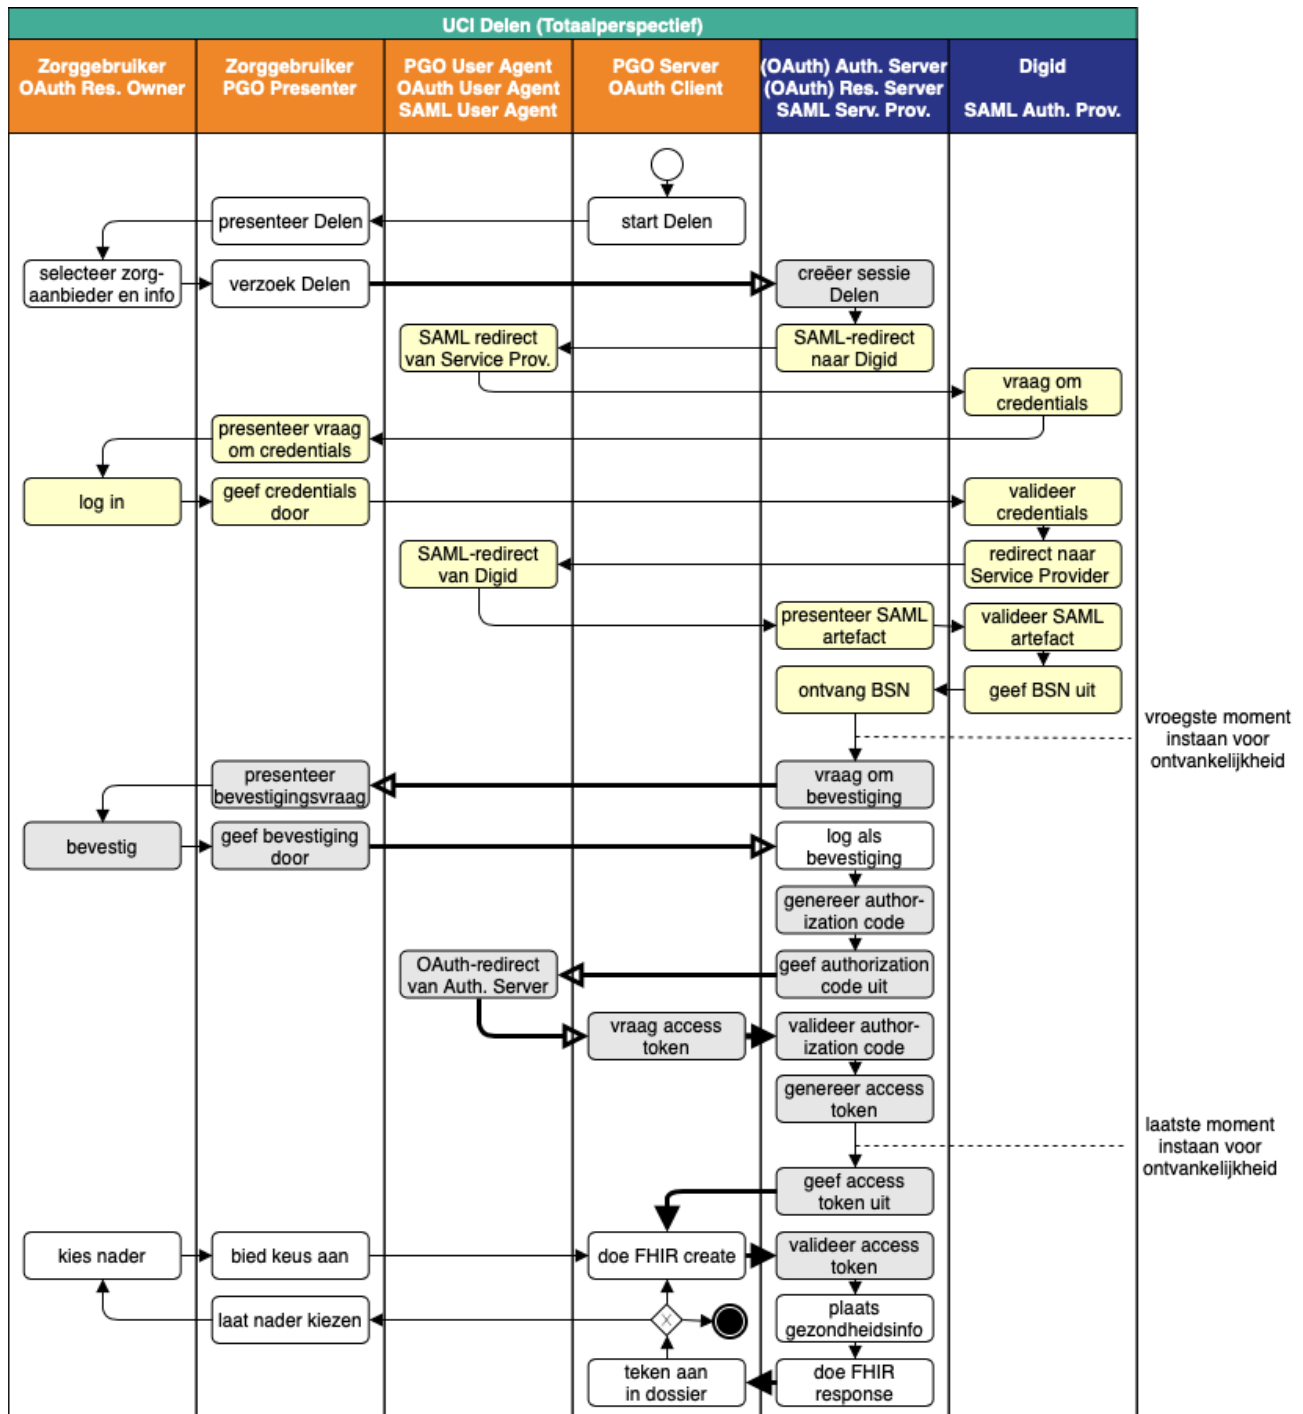 UCI Delen (Totaalperspectief)
Zorggebruiker
OAuth Res. Owner
Zorggebruiker
PGO Presenter
PGO User Agent
OAuth User Agent
SAML User Agent
PGO Server
OAuth Client
(OAuth) Auth. Server
(OAuth) Res. Server
SAML Serv. Prov.
Digid
SAML Auth. Prov.
presenteer Delen
start Delen
selecteer zorg-
aanbieder en info
verzoek Delen
creëer sessie
Delen
SAML redirect
van Service Prov.
SAML-redirect
naar Digid
vraag om
credentials
presenteer vraag
om credentials
log in
geef credentials
door
valideer
credentials
SAML-redirect
van Digid
redirect naar
Service Provider
presenteer SAML
artefact
valideer SAML
artefact
ontvang BSN
geef BSN uit
vroegste moment
instaan voor
ontvankelijkheid
presenteer
bevestigingsvraag
vraag om
bevestiging
bevestig
geef bevestiging
door
log als
bevestiging
genereer author-
ization code
OAuth-redirect
van Auth. Server
geef authorization
code uit
vraag access
token
valideer author-
ization code
genereer access
token
laatste moment
instaan voor
ontvankelijkheid
geef access
token uit
kies nader
bied keus aan
doe FHIR create
valideer access
token
laat nader kiezen
X
plaats
gezondheidsinfo
teken aan
in dossier
doe FHIR
response